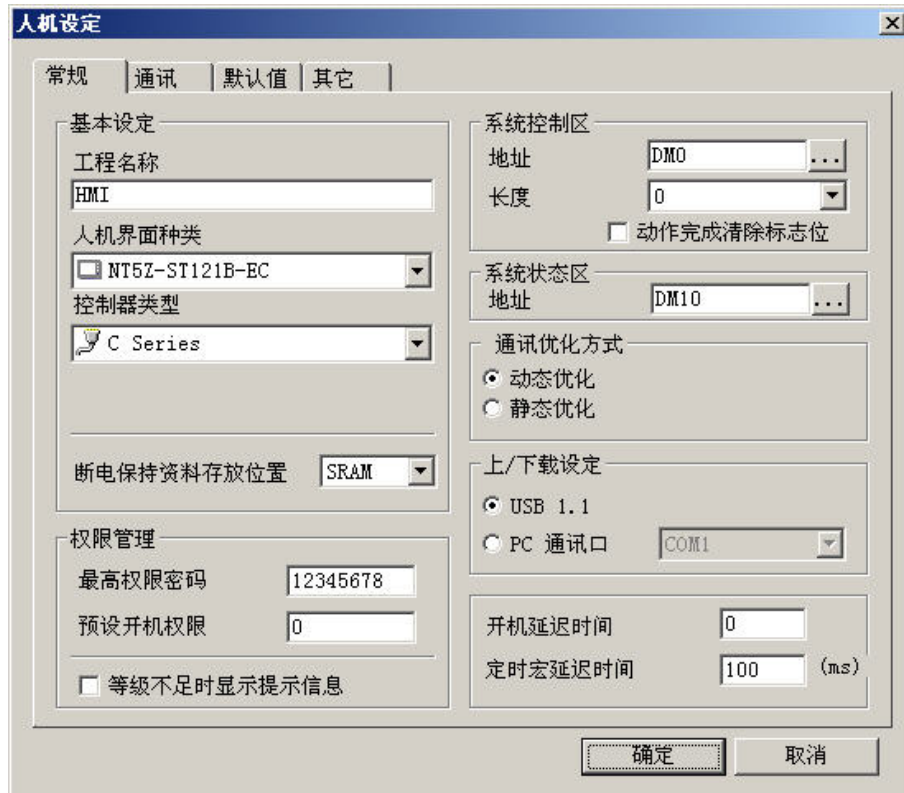 人机设定
常规
通讯
默认值
其它
基本设定
工程名称
HMI
人机界面种类
NT5Z-ST121B-EC
控制器类型
C Series
断电保持资料存放位置
SRAM
权限管理
最高权限密码
12345678
预设开机权限
0
等级不足时显示提示信息
系统控制区
地址
DM0
...
长度
0
动作完成清除标志位
系统状态区
地址
DM10
...
通讯优化方式
动态优化
静态优化
上/下载设定
USB 1.1
PC 通讯口
COM1
开机延迟时间
0
定时宏延迟时间
100
(ms)
确定
取消